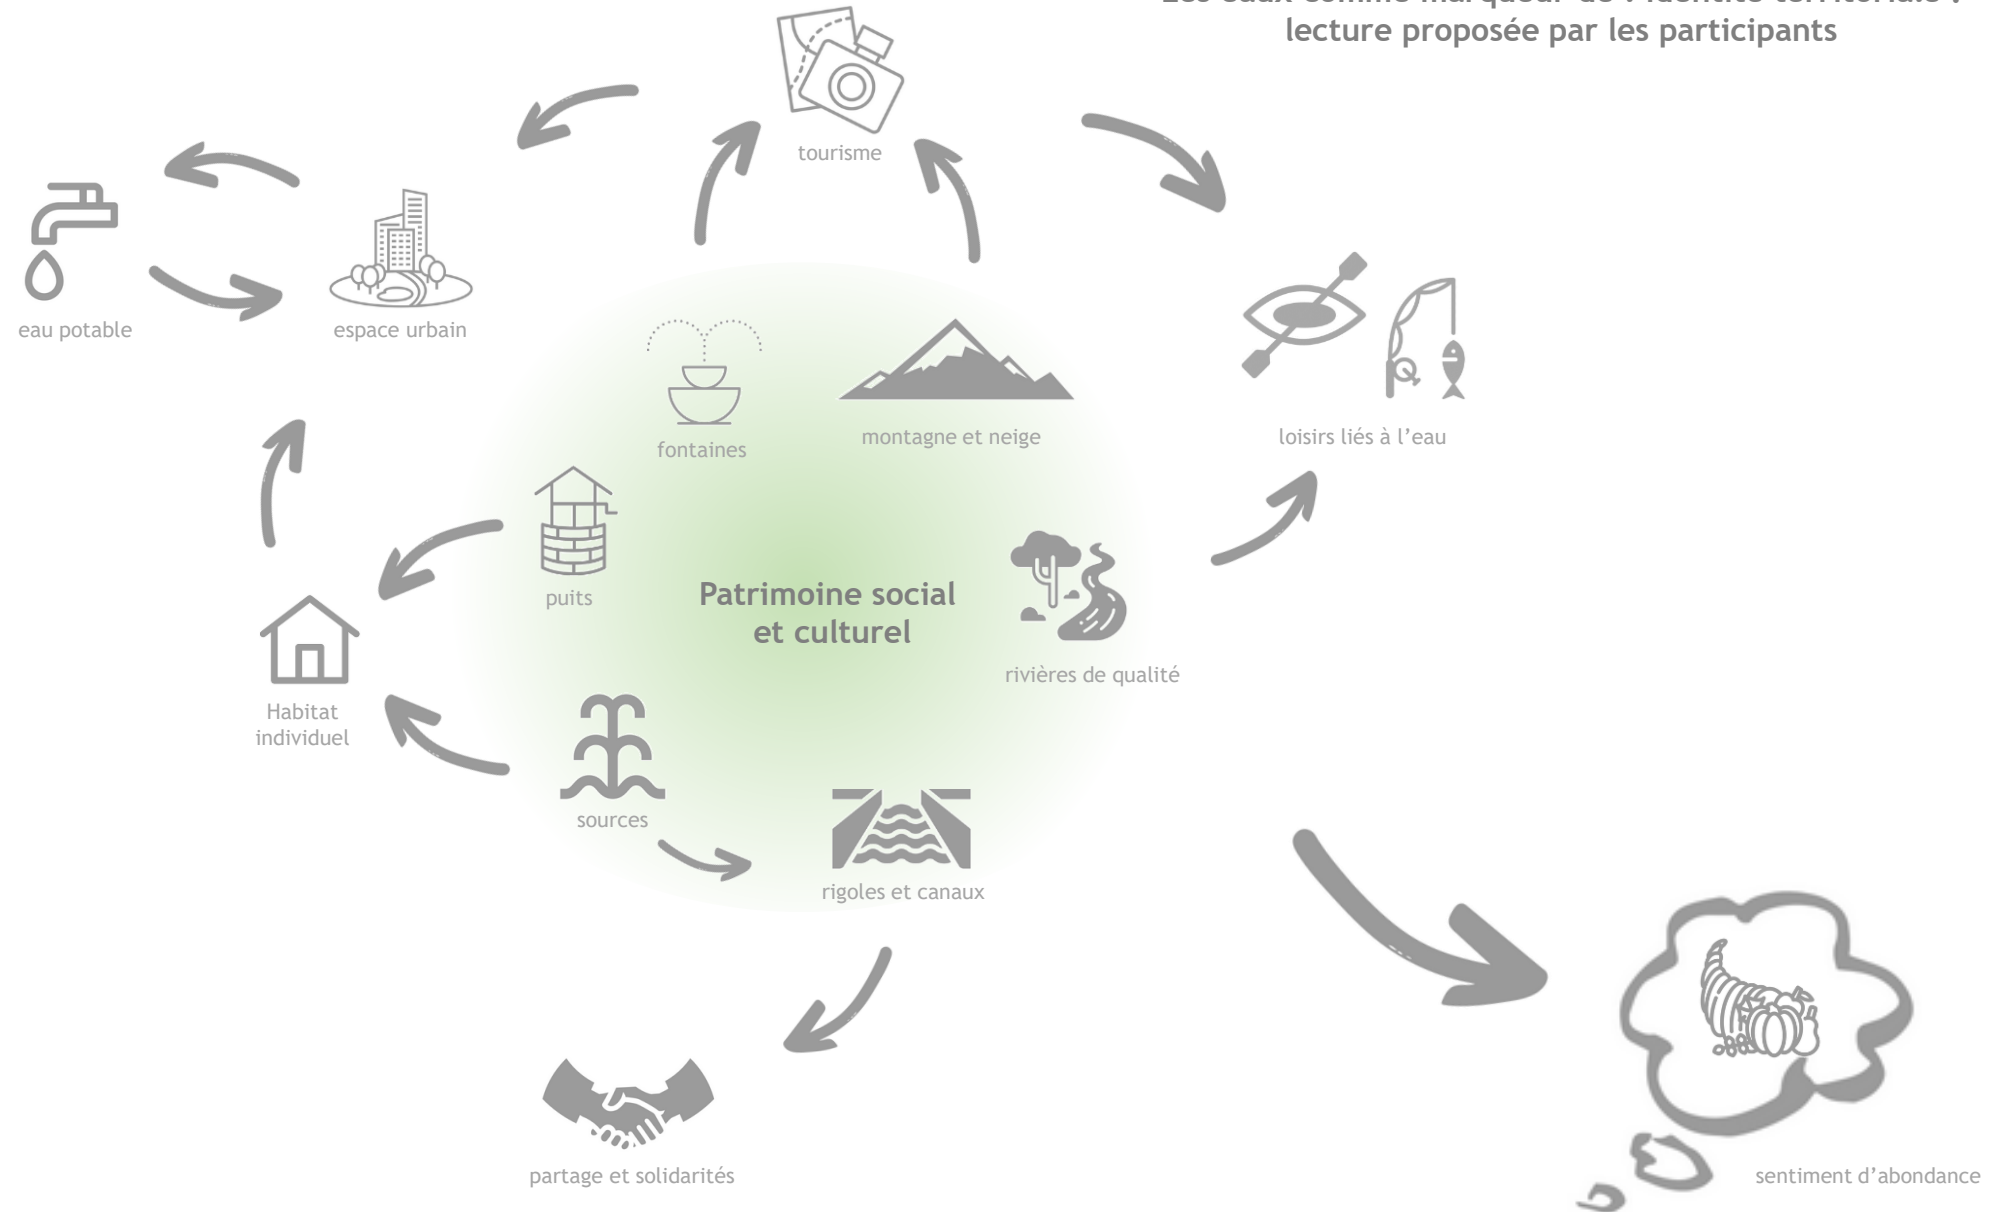 lecture proposée par les participants
tourisme
eau potable
espace urbain
fontaines
montagne et neige
loisirs liés à l’eau
puits
Patrimoine social
et culturel
rivières de qualité
Habitat
individuel
sources
rigoles et canaux
partage et solidarités
sentiment d’abondance